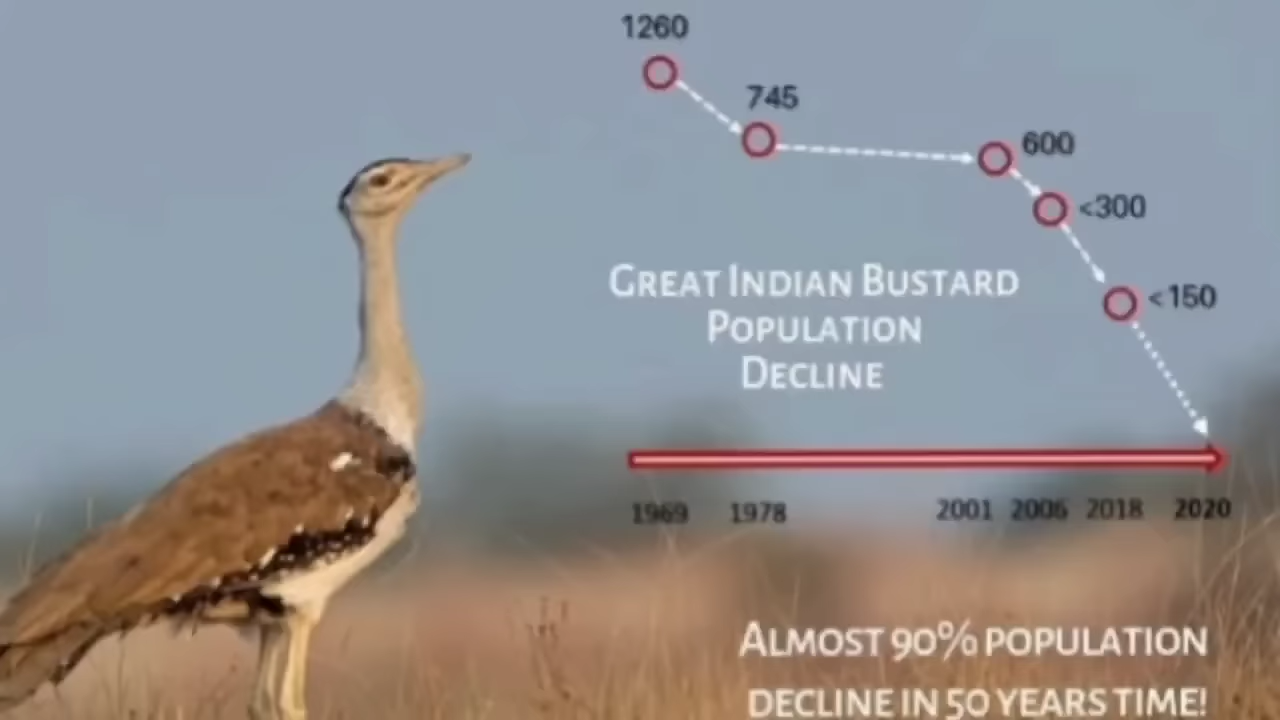 1260
745
600
<300
<150
GREAT INDIAN BUSTARD
POPULATION
DECLINE
1969 1978 2001 2006 2018 2020
ALMOST 90% POPULATION
DECLINE IN 50 YEARS TIME!